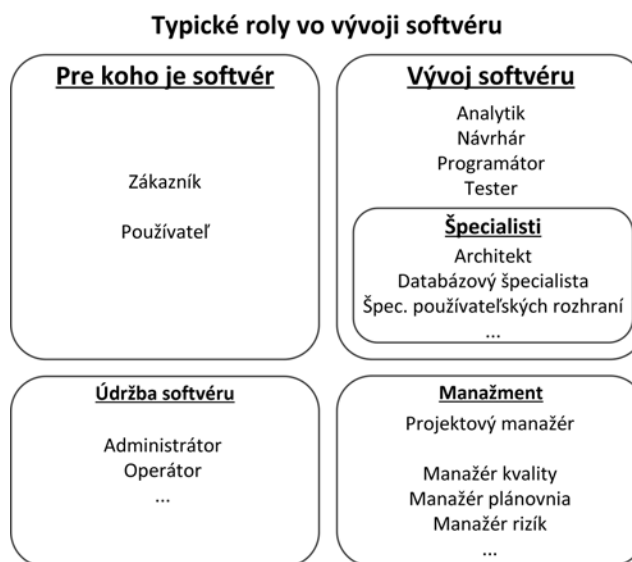 Typické roly vo vývoji softvéru
Pre koho je softvér
Zákazník
Používateľ
Vývoj softvéru
Analytik
Návrhár
Programátor
Tester
Špecialisti
Architekt
Databázový špecialista
Špec. používateľských rozhraní
...
Údržba softvéru
Administrátor
Operátor
...
Manažment
Projektový manažér
Manažér kvality
Manažér plánovnia
Manažér rizík
...